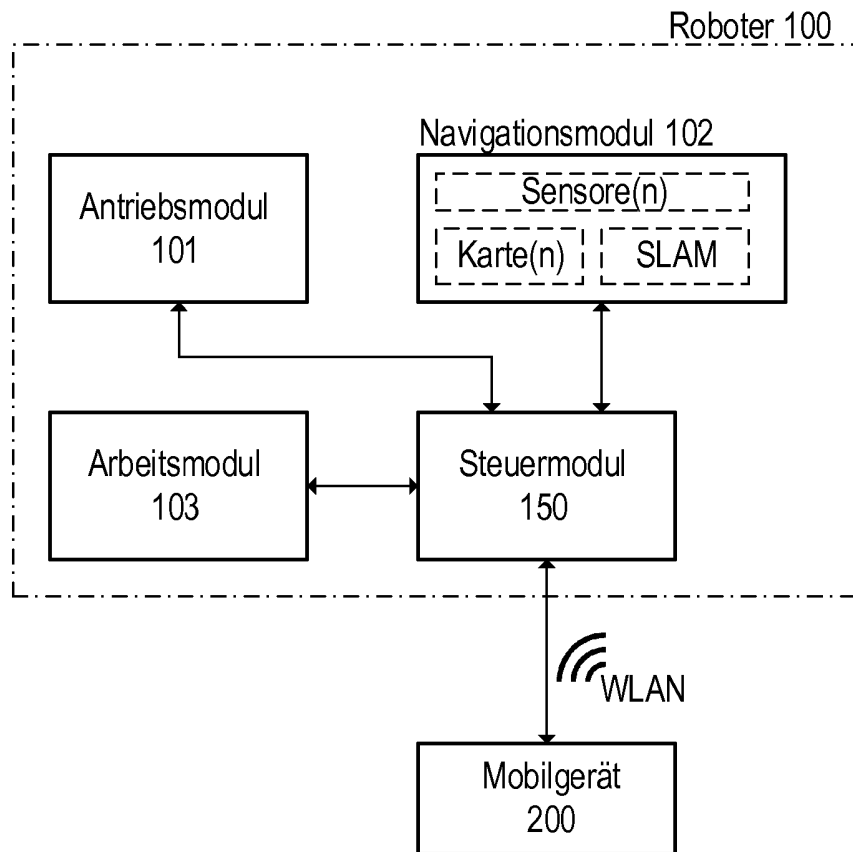 Roboter 100
Navigationsmodul 102
Antriebsmodul
101
Sensore(n)
Karte(n)
SLAM
Arbeitsmodul
103
Steuermodul
150
WLAN
Mobilgerät
200